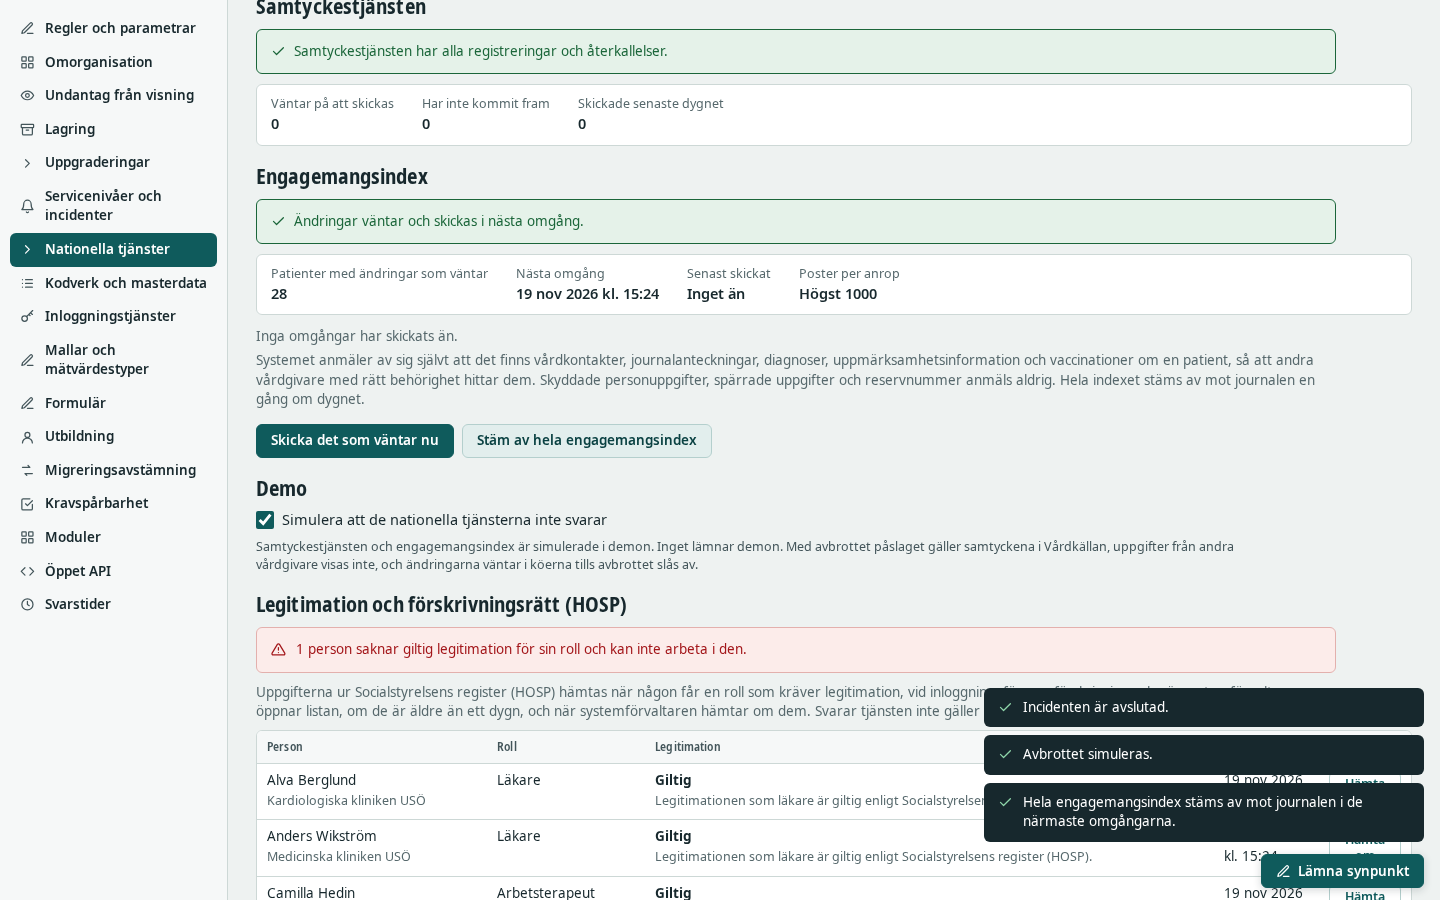 Regler och parametrar
Omorganisation
Undantag från visning
Lagring
Uppgraderingar
Servicenivåer och
incidenter
Nationella tjänster
Kodverk och masterdata
Inloggningstjänster
Mallar och
mätvärdestyper
Formulär
Utbildning
Migreringsavstämning
Kravspårbarhet
Moduler
Öppet API
Svarstider
Samtyckestjänsten
Samtyckestjänsten har alla registreringar och återkallelser.
Väntar på att skickas
0
Har inte kommit fram
0
Skickade senaste dygnet
0
Engagemangsindex
Ändringar väntar och skickas i nästa omgång.
Patienter med ändringar som väntar
28
Nästa omgång
19 nov 2026 kl. 15:24
Senast skickat
Inget än
Poster per anrop
Högst 1000
Inga omgångar har skickats än.
Systemet anmäler av sig självt att det finns vårdkontakter, journalanteckningar, diagnoser, uppmärksamhetsinformation och vaccinationer om en patient, så att andra
vårdgivare med rätt behörighet hittar dem. Skyddade personuppgifter, spärrade uppgifter och reservnummer anmäls aldrig. Hela indexet stäms av mot journalen en
gång om dygnet.
Skicka det som väntar nu
Stäm av hela engagemangsindex
Demo
Simulera att de nationella tjänsterna inte svarar
Samtyckestjänsten och engagemangsindex är simulerade i demon. Inget lämnar demon. Med avbrottet påslaget gäller samtyckena i Vårdkällan, uppgifter från andra
vårdgivare visas inte, och ändringarna väntar i köerna tills avbrottet slås av.
Legitimation och förskrivningsrätt (HOSP)
1 person saknar giltig legitimation för sin roll och kan inte arbeta i den.
Uppgifterna ur Socialstyrelsens register (HOSP) hämtas när någon får en roll som kräver legitimation, vid inloggning
öppnar listan, om de är äldre än ett dygn, och när systemförvaltaren hämtar om dem. Svarar tjänsten inte gäller
Person
Roll
Legitimation
Alva Berglund
Kardiologiska kliniken USÖ
Läkare
Giltig
Legitimationen som läkare är giltig enligt Socialstyrelsen
19 nov 2026
Hämta
Anders Wikström
Medicinska kliniken USÖ
Läkare
Giltig
Legitimationen som läkare är giltig enligt Socialstyrelsens register (HOSP).
kl. 15:24
Hämta
Camilla Hedin
Arbetsterapeut
Giltig
19 nov 2026
Hämta
Incidenten är avslutad.
Avbrottet simuleras.
Hela engagemangsindex stäms av mot journalen i de
närmaste omgångarna.
Lämna synpunkt